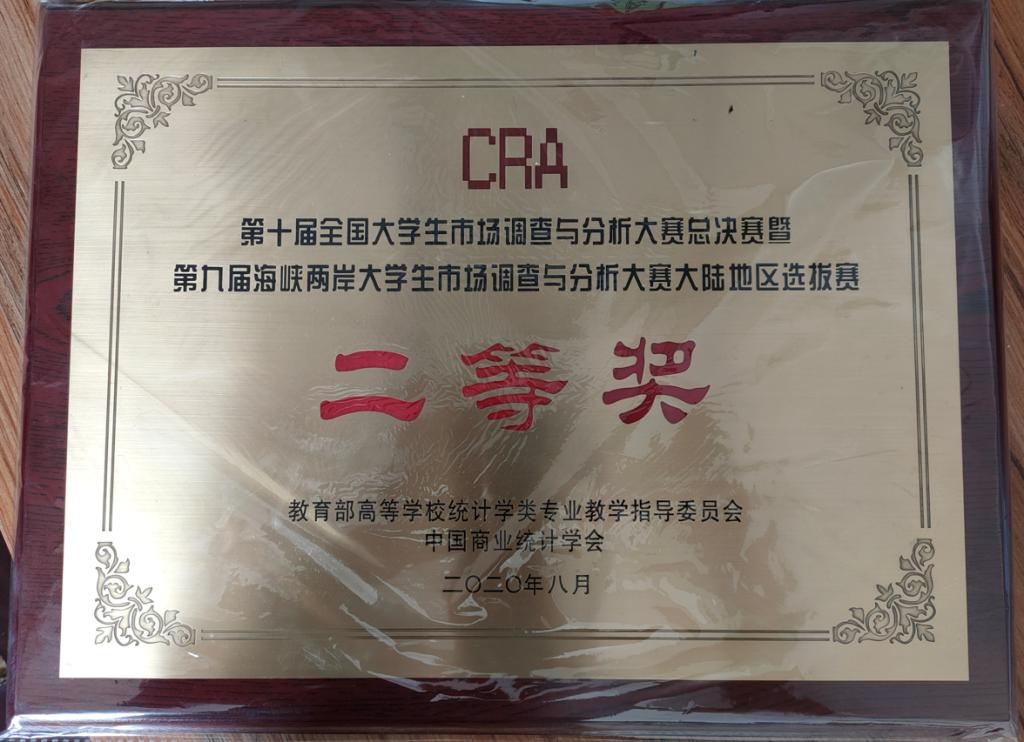 CRA
第十届全国大学生市场调查与分析大赛总决赛暨
第九届海峡两岸大学生市场调查与分析大赛大陆地区选拔赛
二等奖
教育部高等学校统计学类专业教学指导委员会
中国商业统计学会
二〇二〇年八月